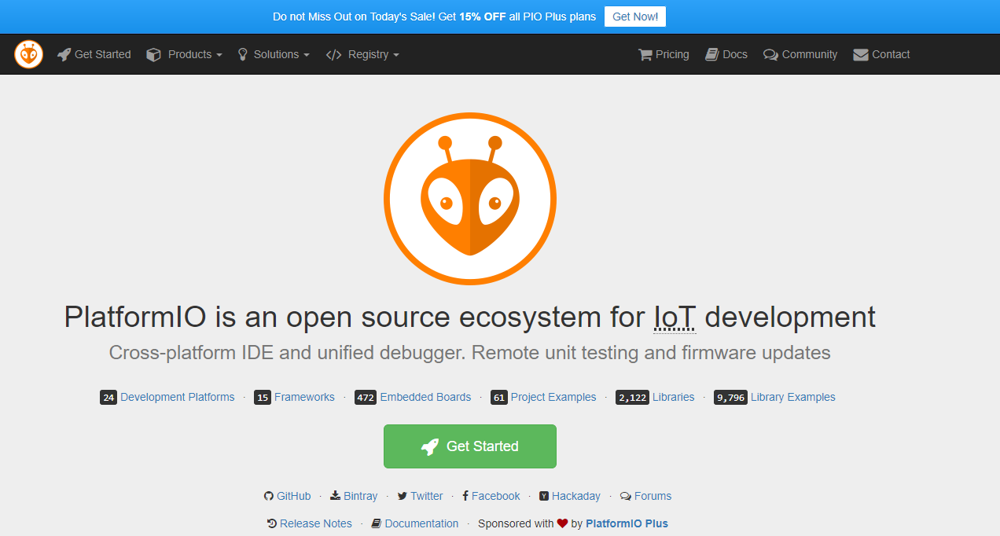 Do not Miss Out on Today's Sale! Get 15% OFF all PIO Plus plans Get Now!
Get Started Products Solutions </> Registry Pricing Docs Community Contact
PlatformIO is an open source ecosystem for IoT development
Cross-platform IDE and unified debugger. Remote unit testing and firmware updates
24 Development Platforms · 15 Frameworks · 472 Embedded Boards · 61 Project Examples · 2,122 Libraries · 9,796 Library Examples
Get Started
GitHub · Bintray · Twitter · f Facebook · Y Hackaday · Forums
Release Notes · Documentation · Sponsored with ❤ by PlatformIO Plus